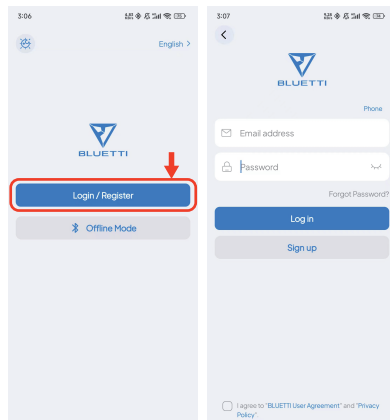 3:06
English >
BLUETTI
Login / Register
Offline Mode
3:07
BLUETTI
Phone
Email address
Password
Forgot Password?
Log in
Sign up
I agree to "BLUETTI User Agreement" and "Privacy
Policy"